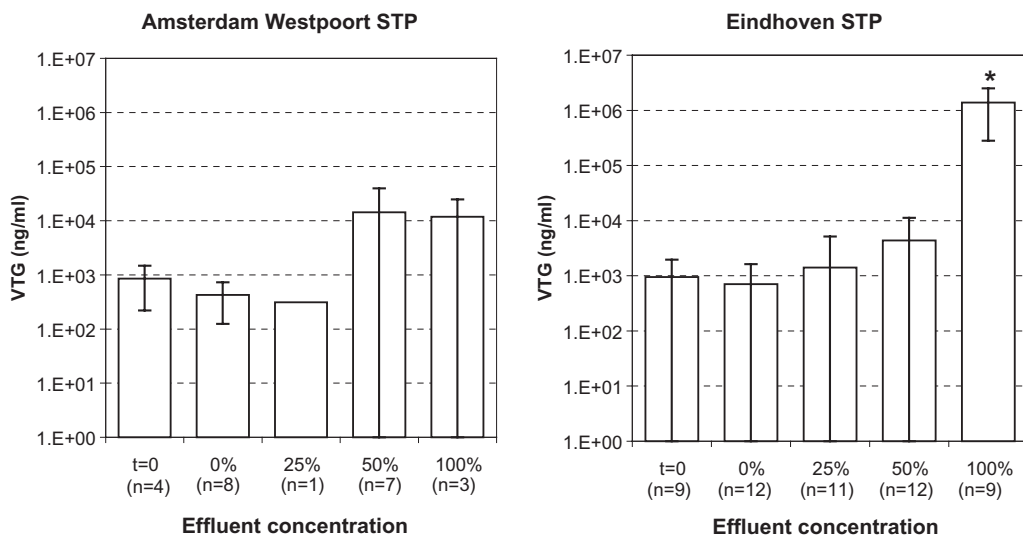 Amsterdam Westpoort STP
VTG (ng/ml)
1.E+07
1.E+06
1.E+05
1.E+04
1.E+03
1.E+02
1.E+01
1.E+00
t=0 0% 25% 50% 100%
(n=4) (n=8) (n=1) (n=7) (n=3)
Effluent concentration
Eindhoven STP
VTG (ng/ml)
1.E+07
1.E+06
1.E+05
1.E+04
1.E+03
1.E+02
1.E+01
1.E+00
*
t=0 0% 25% 50% 100%
(n=9) (n=12) (n=11) (n=12) (n=9)
Effluent concentration